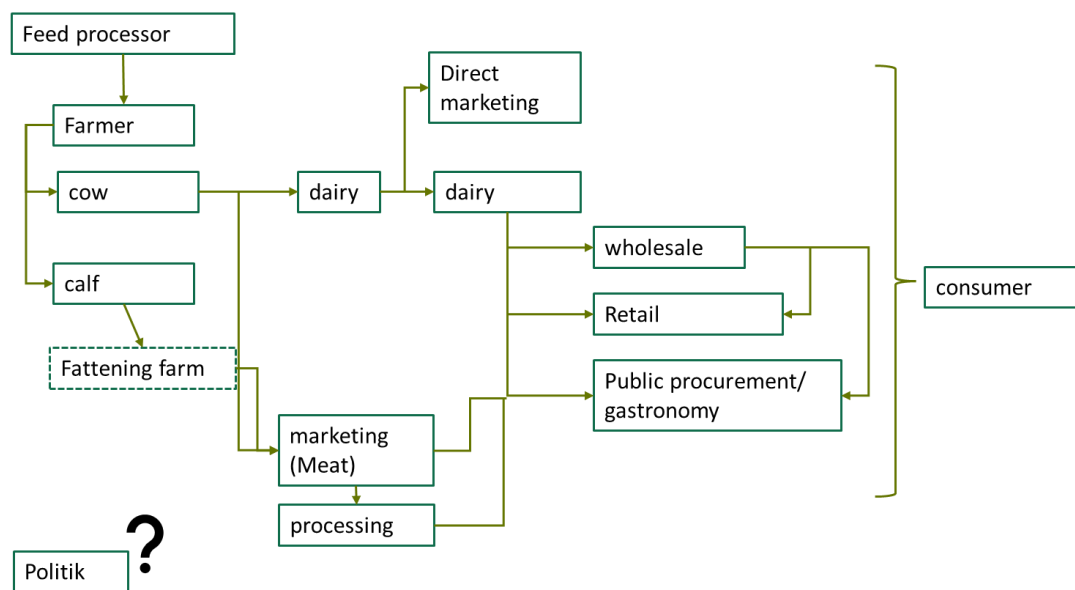 Feed processor
Direct
marketing
Farmer
cow
dairy
dairy
wholesale
calf
consumer
Retail
Fattening farm
Public procurement/
gastronomy
marketing
(Meat)
processing
?
Politik